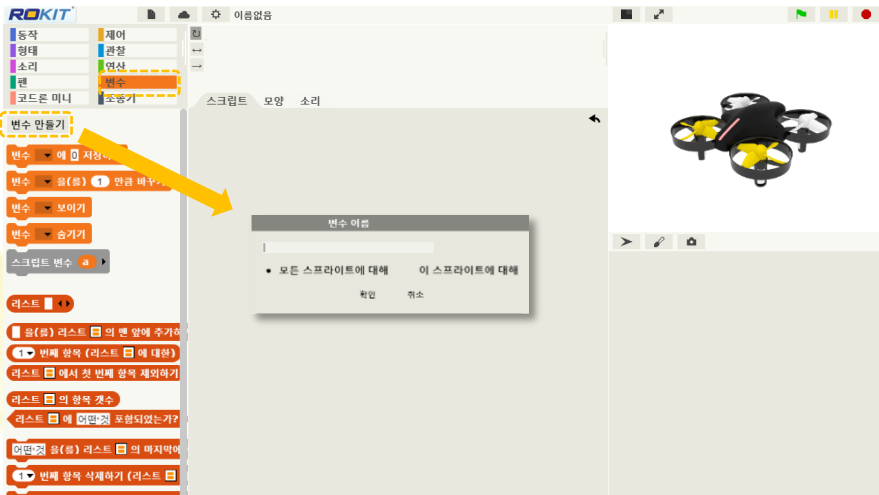 ROKIT
이름없음
동작
제어
형태
관찰
소리
연산
펜
변수
코드론 미니
변수 만들기
변수 에 0
변수 을(를) 1 만큼 바꾸기
변수 보이기
변수 숨기기
스크립트 변수 a
리스트
을(를) 리스트 의 맨 앞에 추가하
1 번째 항목 (리스트 에 대한)
리스트 에서 첫 번째 항목 제외하기
리스트 의 항목 갯수
리스트 에 어떤 것 포함되었는가?
어떤 것 을(를) 리스트 의 마지막에
1 번째 항목 삭제하기 (리스트
스크립트
모양
소리
변수 이름
모든 스프라이트에 대해
이 스프라이트에 대해
확인
취소